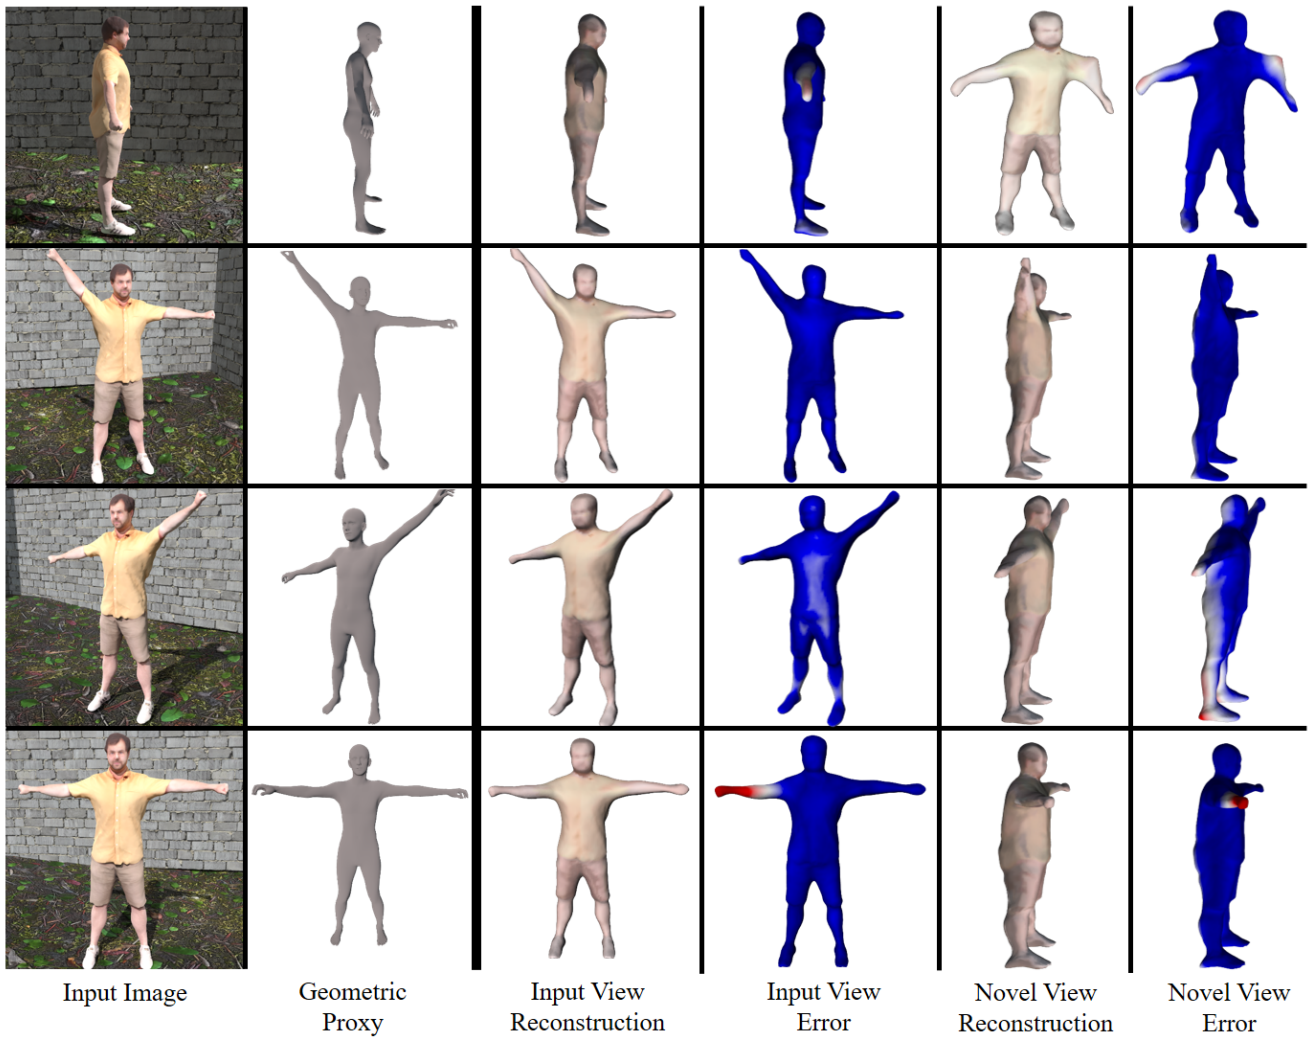 Input Image
Geometric
Proxy
Input View
Reconstruction
Input View
Error
Novel View
Reconstruction
Novel View
Error